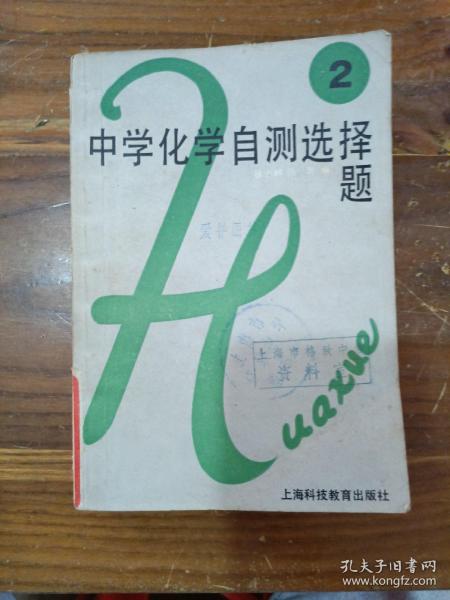 2
中学化学自测选择
题
Huaxue
上海市格致中
资料
上海科技教育出版社
孔夫子旧书网
www.kongfz.com